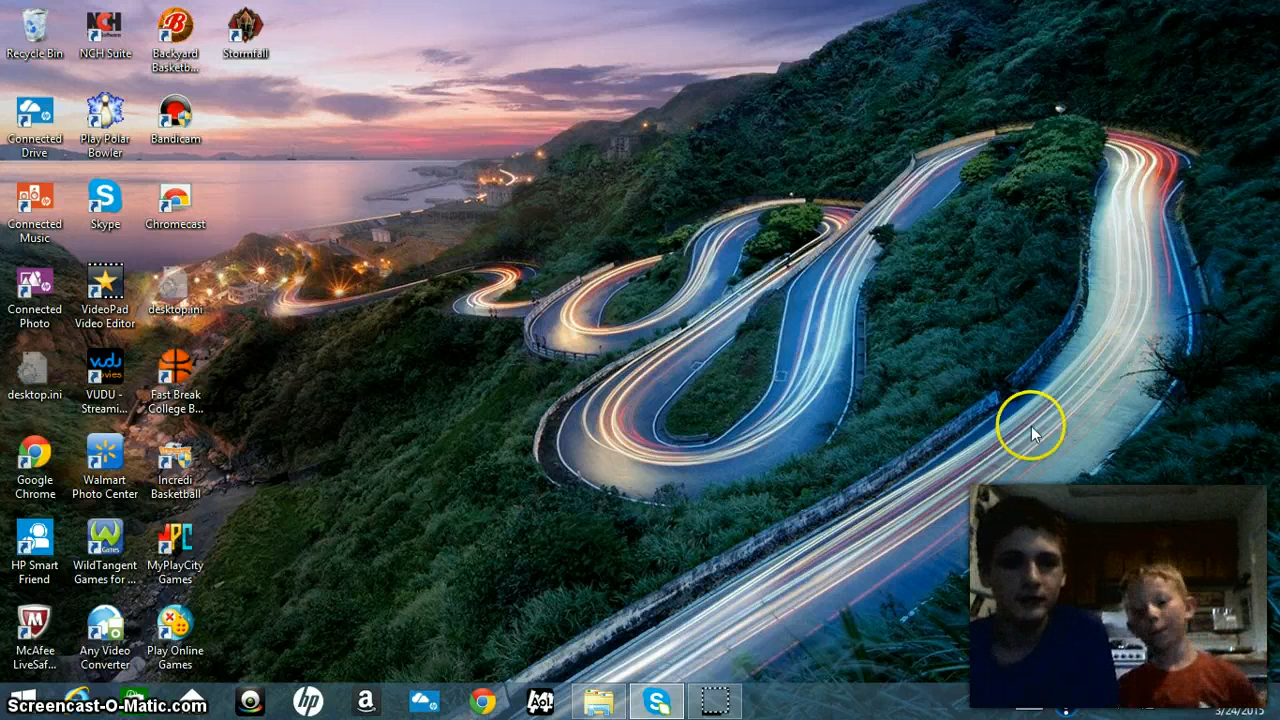 Recycle Bin
NCH Suite
Backyard
Basketb...
Stormfall
Connected
Drive
Play Polar
Bowler
Bandicam
Connected
Music
Skype
Chromecast
Connected
Photo
VideoPad
Video Editor
desktop.ini
desktop.ini
VUDU -
Streami...
Fast Break
College B...
Google
Chrome
Walmart
Photo Center
Incredi
Basketball
HP Smart
Friend
WildTangent
Games for ...
MyPlayCity
Games
McAfee
LiveSaf...
Any Video
Converter
Play Online
Games
Screencast-O-Matic.com
3/24/2015